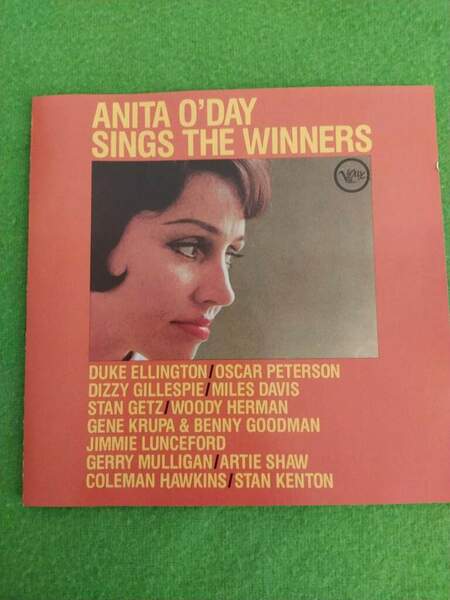 ANITA O'DAY
SINGS THE WINNERS
Verve
DUKE ELLINGTON/OSCAR PETERSON
DIZZY GILLESPIE/MILES DAVIS
STAN GETZ/WOODY HERMAN
GENE KRUPA & BENNY GOODMAN
JIMMIE LUNCEFORD
GERRY MULLIGAN/ARTIE SHAW
COLEMAN HAWKINS/STAN KENTON